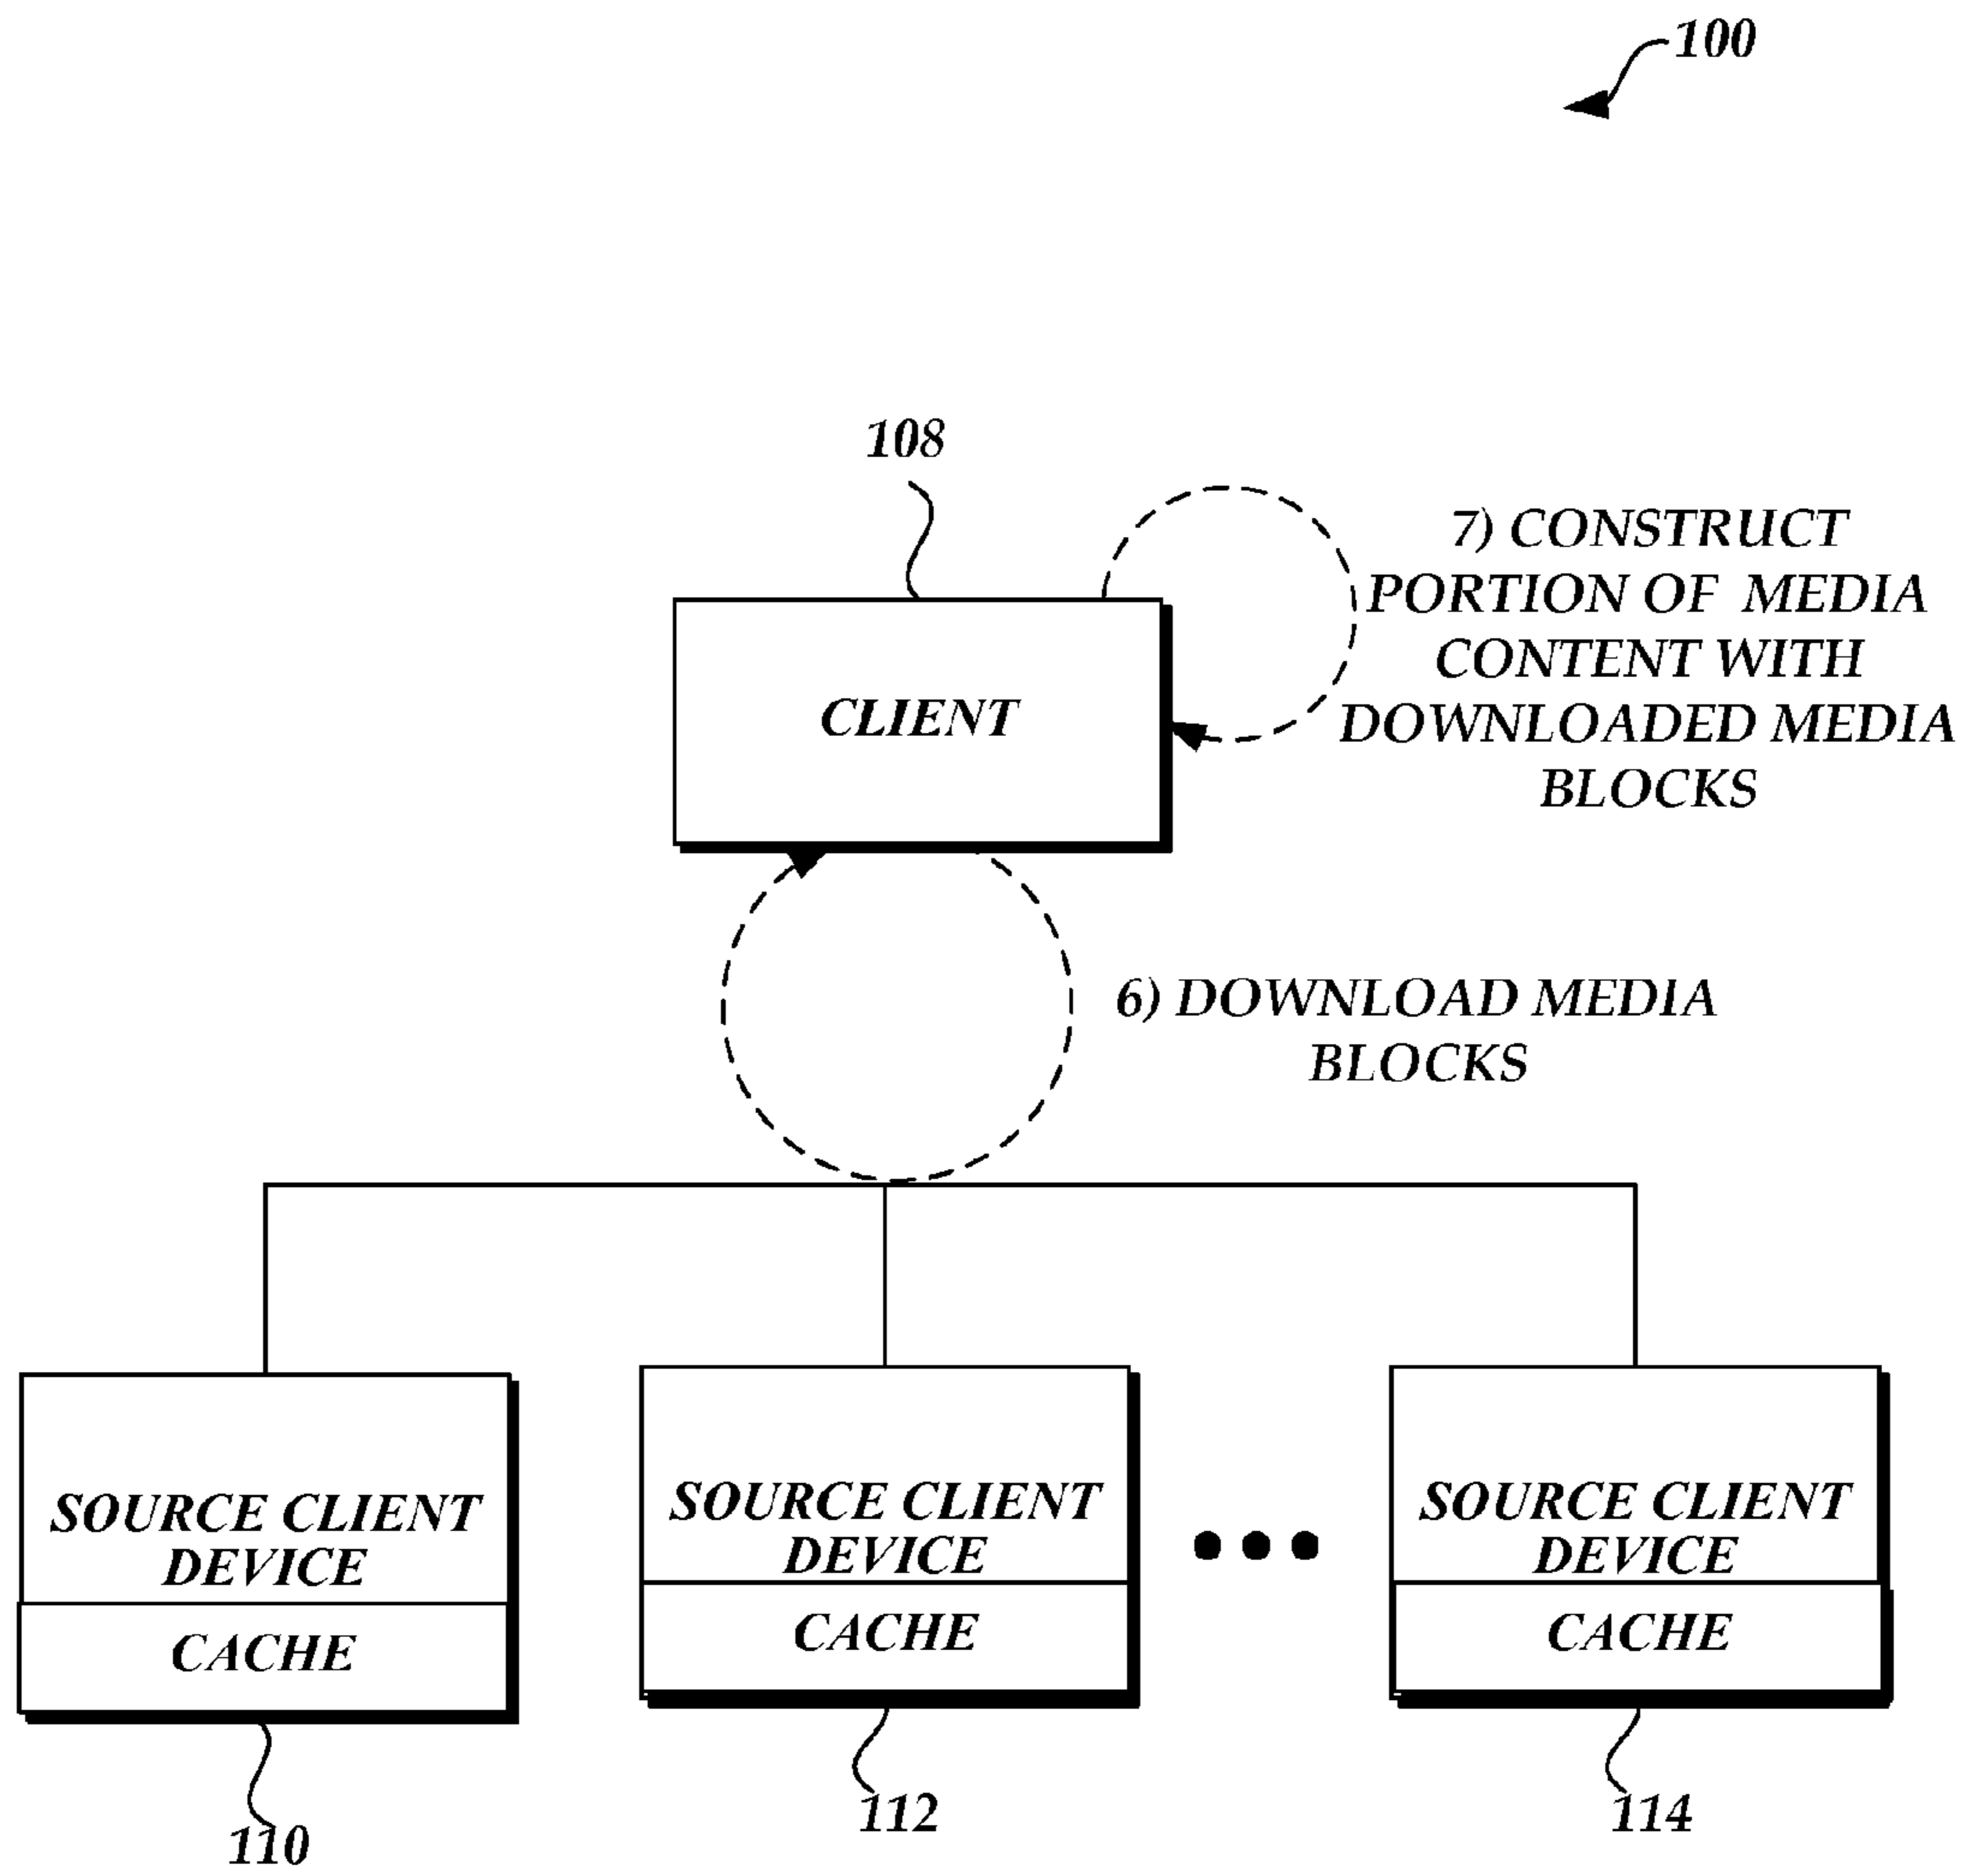 100
108
7) CONSTRUCT
PORTION OF MEDIA
CONTENT WITH
DOWNLOADED MEDIA
BLOCKS
CLIENT
6) DOWNLOAD MEDIA
BLOCKS
SOURCE CLIENT
DEVICE
CACHE
110
SOURCE CLIENT
DEVICE
CACHE
112
SOURCE CLIENT
DEVICE
CACHE
114